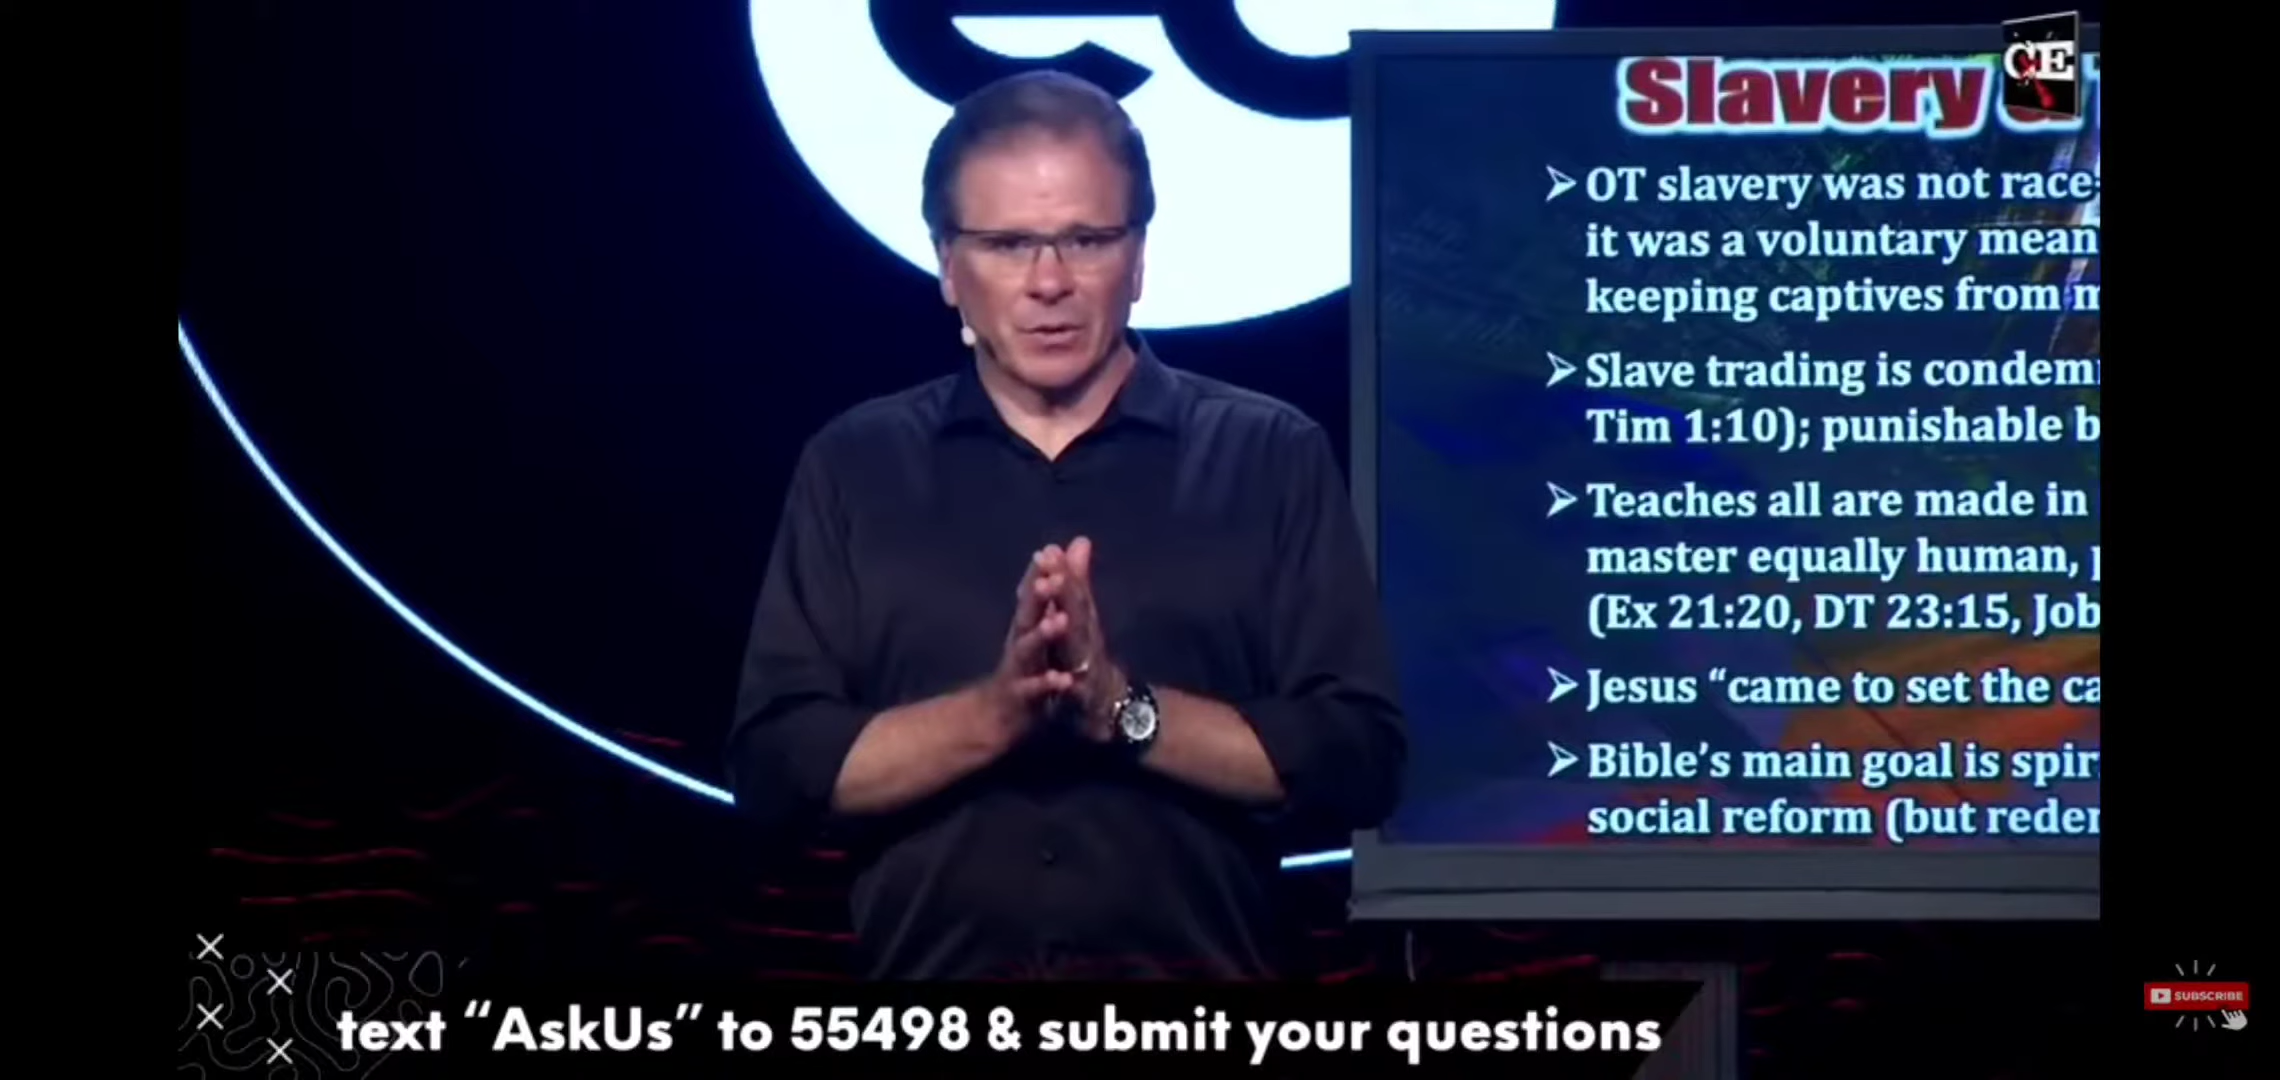 CE
Slavery &
OT slavery was not race-
it was a voluntary mean
keeping captives from m
Slave trading is condem
Tim 1:10); punishable b
Teaches all are made in
master equally human,
(Ex 21:20, DT 23:15, Job
Jesus “came to set the ca
Bible’s main goal is spir
social reform (but reder
text “AskUs” to 55498 & submit your questions
SUBSCRIBE